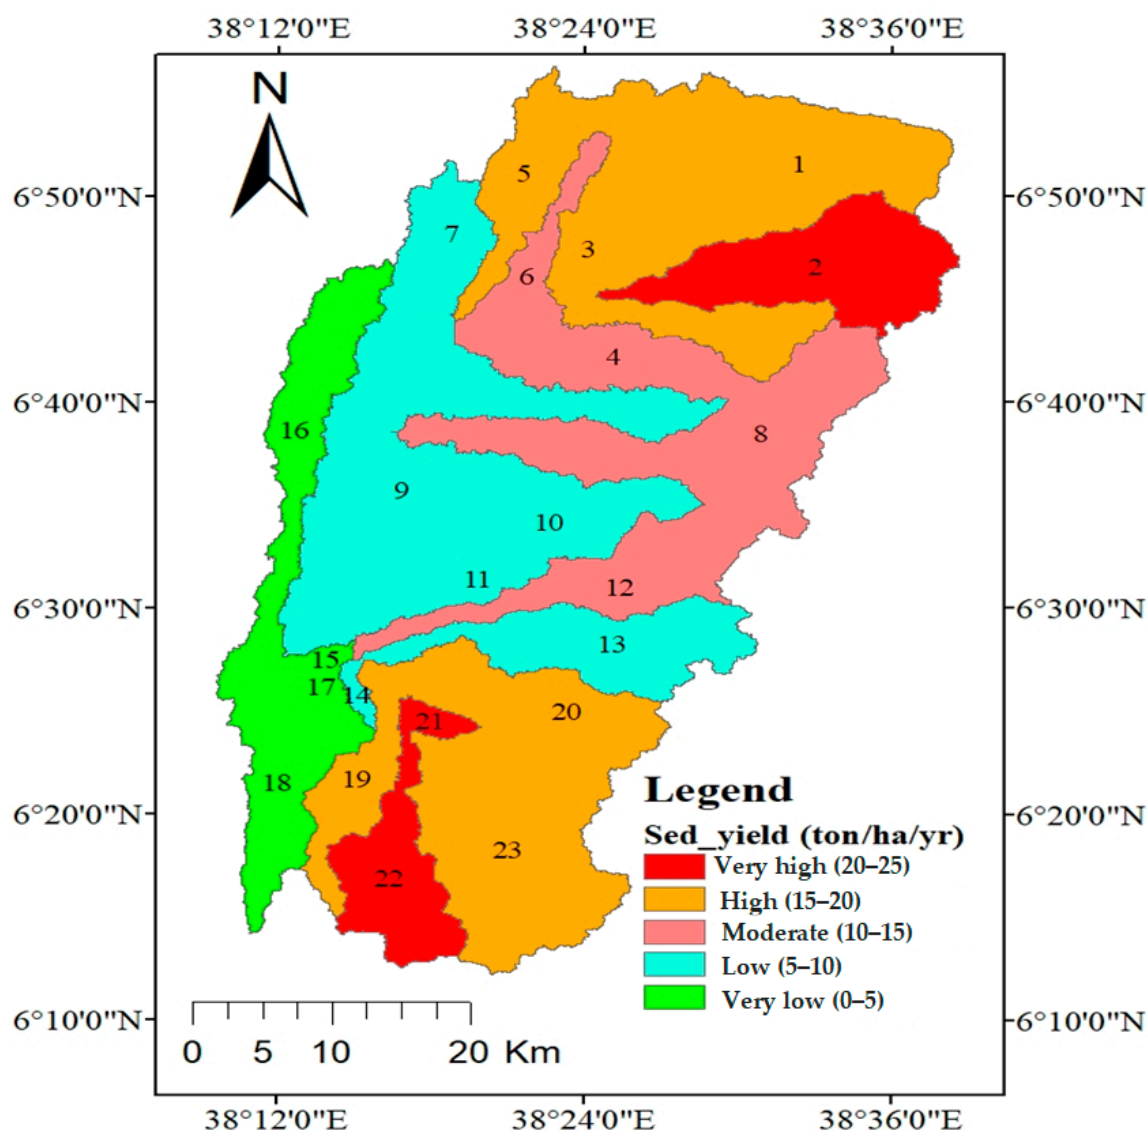 38°12'0"E 38°24'0"E 38°36'0"E
N
1
5
6°50'0"N 6°50'0"N
7
3
2
6
4
6°40'0"N 6°40'0"N
16
8
9
10
11
12
6°30'0"N 6°30'0"N
13
15
17
14
20
21
19
18
Legend
6°20'0"N 6°20'0"N
Sed_yield (ton/ha/yr)
23
Very high (20–25)
22
High (15–20)
Moderate (10–15)
Low (5–10)
Very low (0–5)
6°10'0"N 6°10'0"N
0 5 10 20 Km
38°12'0"E 38°24'0"E 38°36'0"E